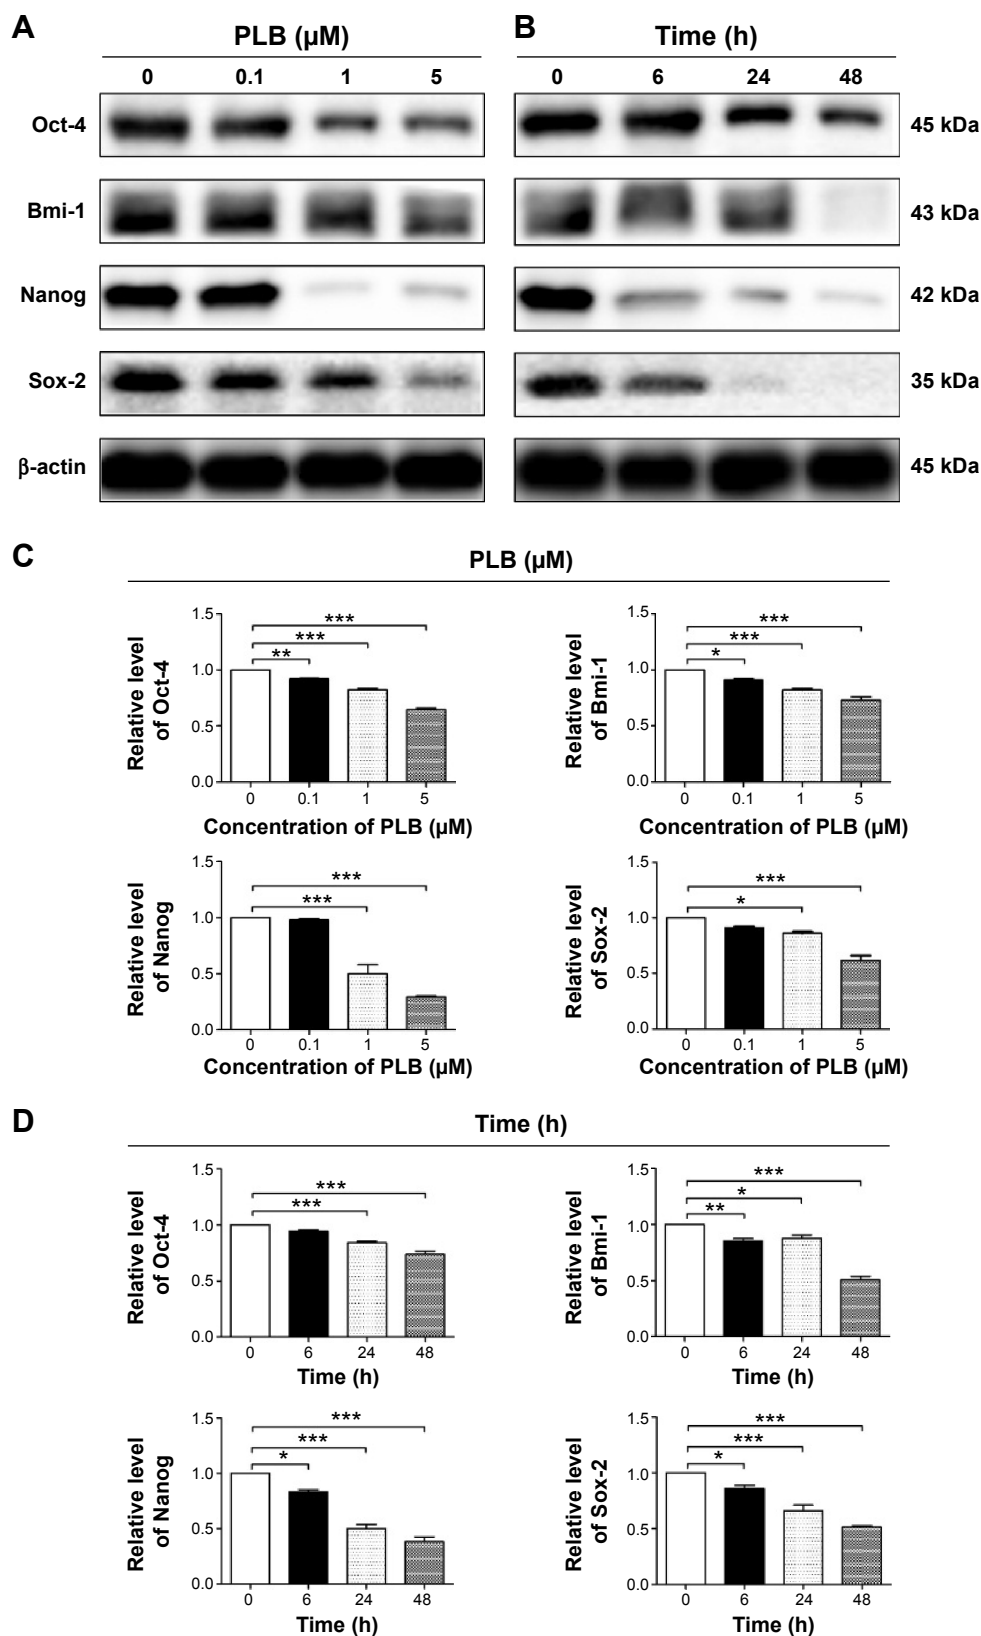 A
PLB (μM)
0 0.1 1 5
B
Time (h)
0 6 24 48
Oct-4
45 kDa
Bmi-1
43 kDa
Nanog
42 kDa
Sox-2
35 kDa
β-actin
45 kDa
C
PLB (μM)
Relative level
of Oct-4
1.5
1.0
0.5
0.0
***
***
**
0 0.1 1 5
Concentration of PLB (μM)
Relative level
of Bmi-1
1.5
1.0
0.5
0.0
***
***
*
0 0.1 1 5
Concentration of PLB (μM)
Relative level
of Nanog
1.5
1.0
0.5
0.0
***
***
0 0.1 1 5
Concentration of PLB (μM)
Relative level
of Sox-2
1.5
1.0
0.5
0.0
***
*
0 0.1 1 5
Concentration of PLB (μM)
D
Time (h)
Relative level
of Oct-4
1.5
1.0
0.5
0.0
***
***
0 6 24 48
Time (h)
Relative level
of Bmi-1
1.5
1.0
0.5
0.0
***
*
**
0 6 24 48
Time (h)
Relative level
of Nanog
1.5
1.0
0.5
0.0
***
***
*
0 6 24 48
Time (h)
Relative level
of Sox-2
1.5
1.0
0.5
0.0
***
***
*
0 6 24 48
Time (h)